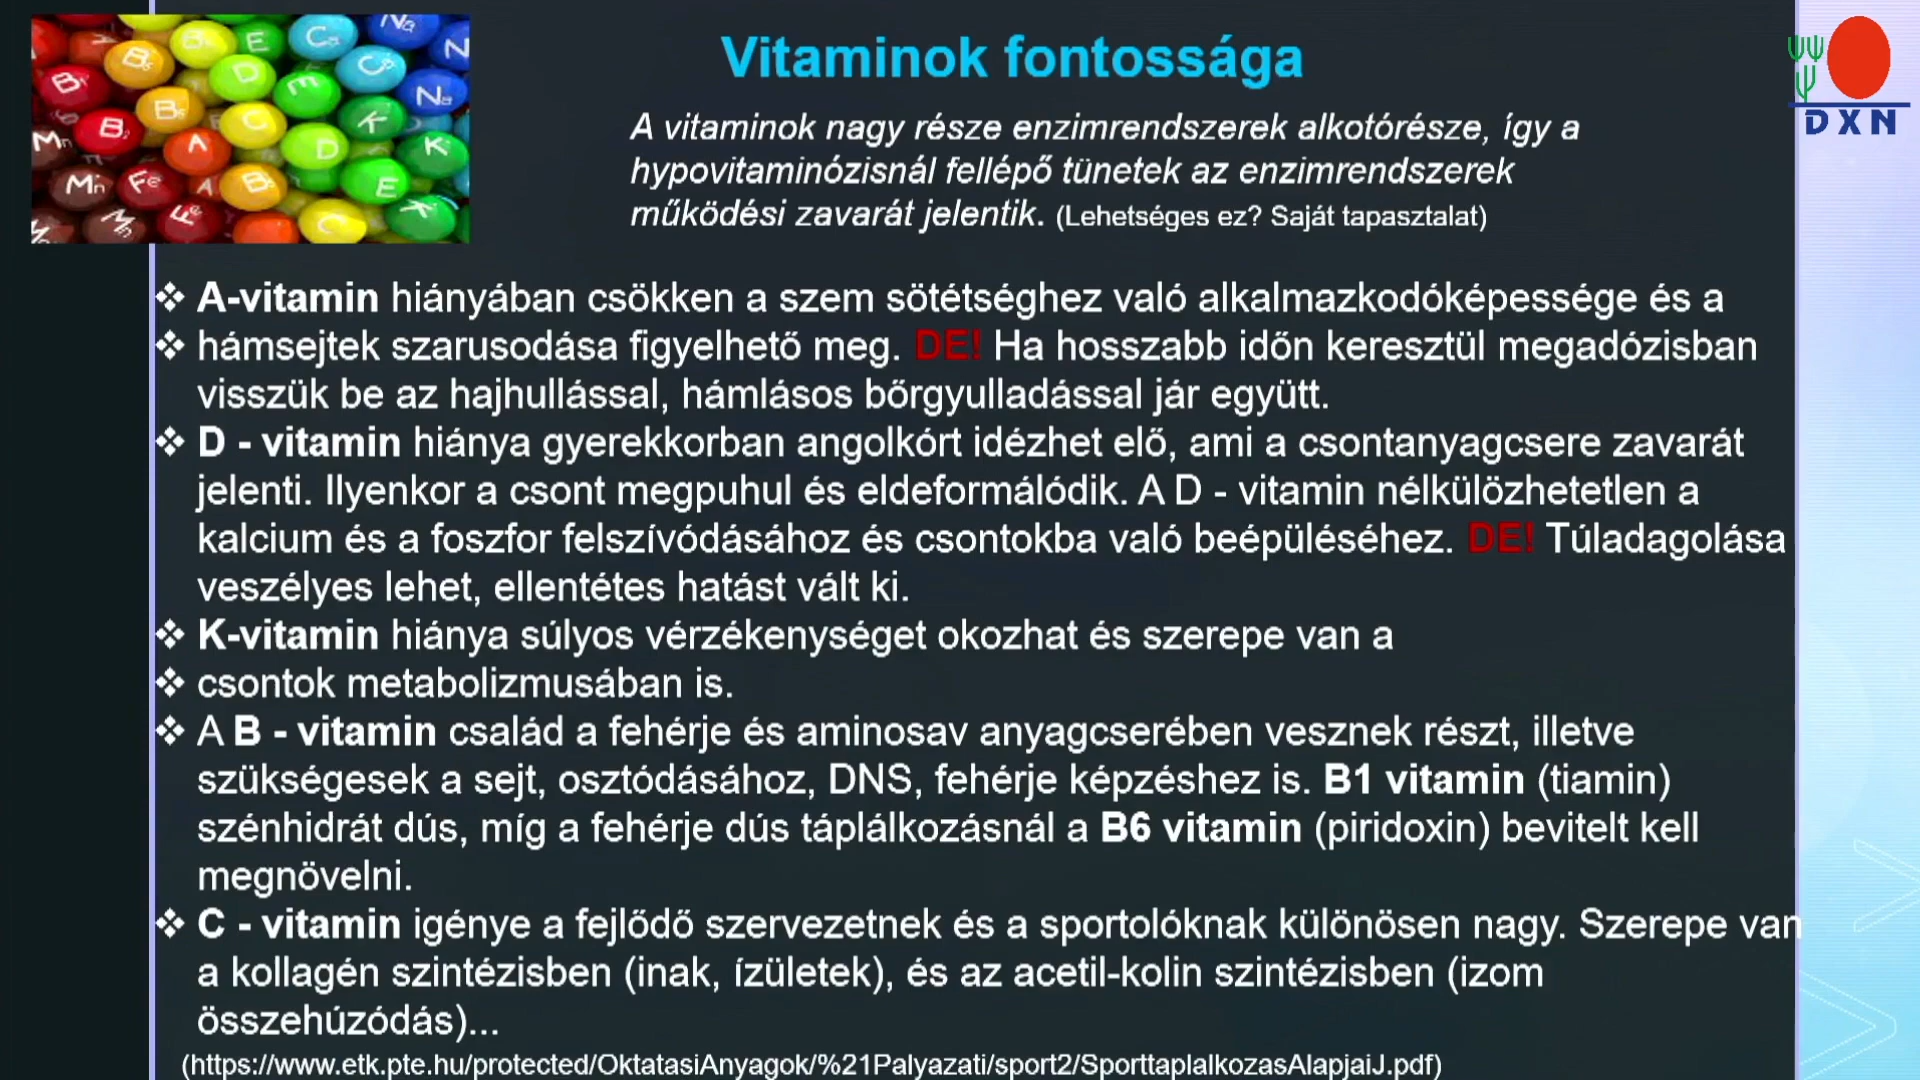 Vitaminok fontossága
DXN
A vitaminok nagy része enzimrendszerek alkotórésze, így a
hypovitaminózisnál fellépő tünetek az enzimrendszerek
működési zavarát jelentik. (Lehetséges ez? Saját tapasztalat)
❖ A-vitamin hiányában csökken a szem sötétséghez való alkalmazkodóképessége és a
❖ hámsejtek szarusodása figyelhető meg. DE! Ha hosszabb időn keresztül megadózisban
visszük be az hajhullással, hámlásos bőrgyulladással jár együtt.
❖ D - vitamin hiánya gyerekkorban angolkórt idézhet elő, ami a csontanyagcsere zavarát
jelenti. Ilyenkor a csont megpuhul és eldeformálódik. A D - vitamin nélkülözhetetlen a
kalcium és a foszfor felszívódásához és csontokba való beépüléséhez. DE! Túladagolása
veszélyes lehet, ellentétes hatást vált ki.
❖ K-vitamin hiánya súlyos vérzékenységet okozhat és szerepe van a
❖ csontok metabolizmusában is.
❖ A B - vitamin család a fehérje és aminosav anyagcserében vesznek részt, illetve
szükségesek a sejt, osztódásához, DNS, fehérje képzéshez is. B1 vitamin (tiamin)
szénhidrát dús, míg a fehérje dús táplálkozásnál a B6 vitamin (piridoxin) bevitelt kell
megnövelni.
❖ C - vitamin igénye a fejlődő szervezetnek és a sportolóknak különösen nagy. Szerepe van
a kollagén szintézisben (inak, ízületek), és az acetil-kolin szintézisben (izom
összehúzódás)...
(https://www.etk.pte.hu/protected/OktatasiAnyagok/%21Palyazati/sport2/SporttaplalkozasAlapjaiJ.pdf)